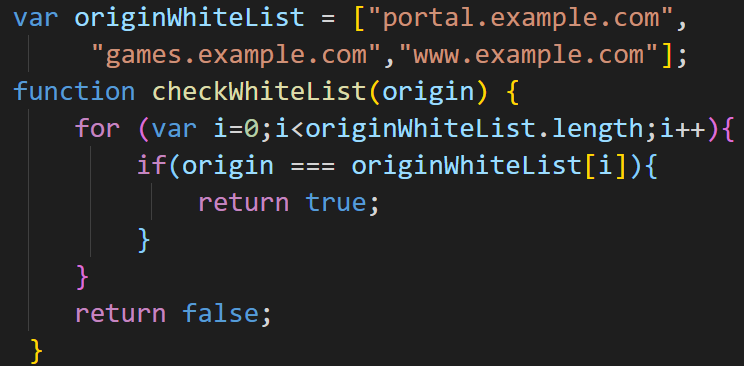 var originWhiteList = ["portal.example.com",
"games.example.com","www.example.com"];
function checkWhiteList(origin) {
for (var i=0;i<originWhiteList.length;i++){
if(origin === originWhiteList[i]){
return true;
}
}
return false;
}